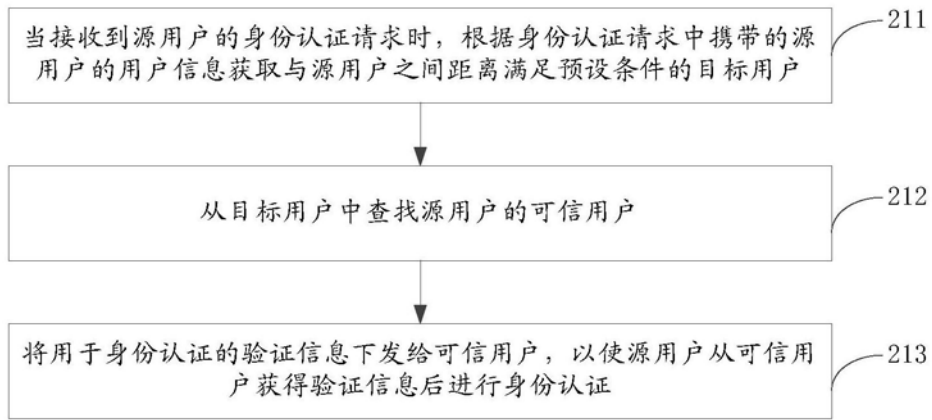 当接收到源用户的身份认证请求时，根据身份认证请求中携带的源
用户的用户信息获取与源用户之间距离满足预设条件的目标用户
211
从目标用户中查找源用户的可信用户
212
将用于身份认证的验证信息下发给可信用户，以使源用户从可信用
户获得验证信息后进行身份认证
213